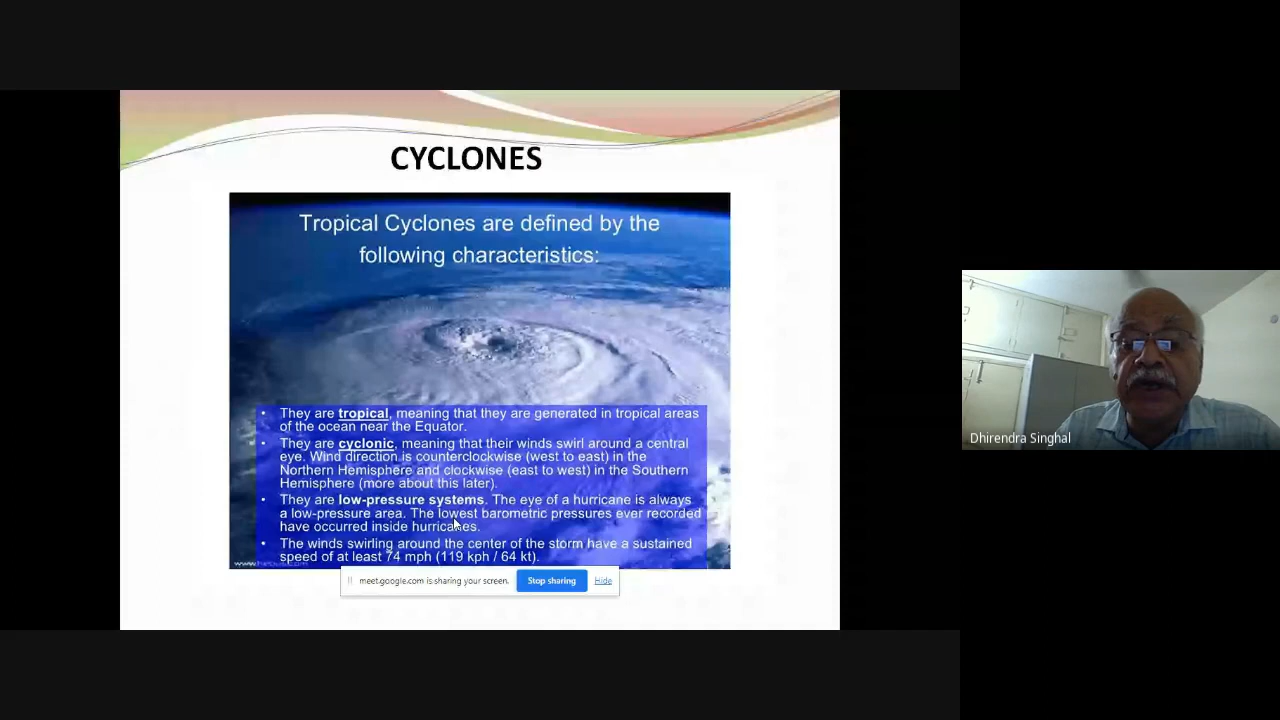 CYCLONES
Tropical Cyclones are defined by the
following characteristics:
• They are tropical, meaning that they are generated in tropical areas
of the ocean near the Equator.
• They are cyclonic, meaning that their winds swirl around a central
eye. Wind direction is counterclockwise (west to east) in the
Northern Hemisphere and clockwise (east to west) in the Southern
Hemisphere (more about this later).
• They are low-pressure systems. The eye of a hurricane is always
a low-pressure area. The lowest barometric pressures ever recorded
have occurred inside hurricanes.
• The winds swirling around the center of the storm have a sustained
speed of at least 74 mph (119 kph / 64 kt).
meet.google.com is sharing your screen.
Stop sharing
Hide
Dhirendra Singhal